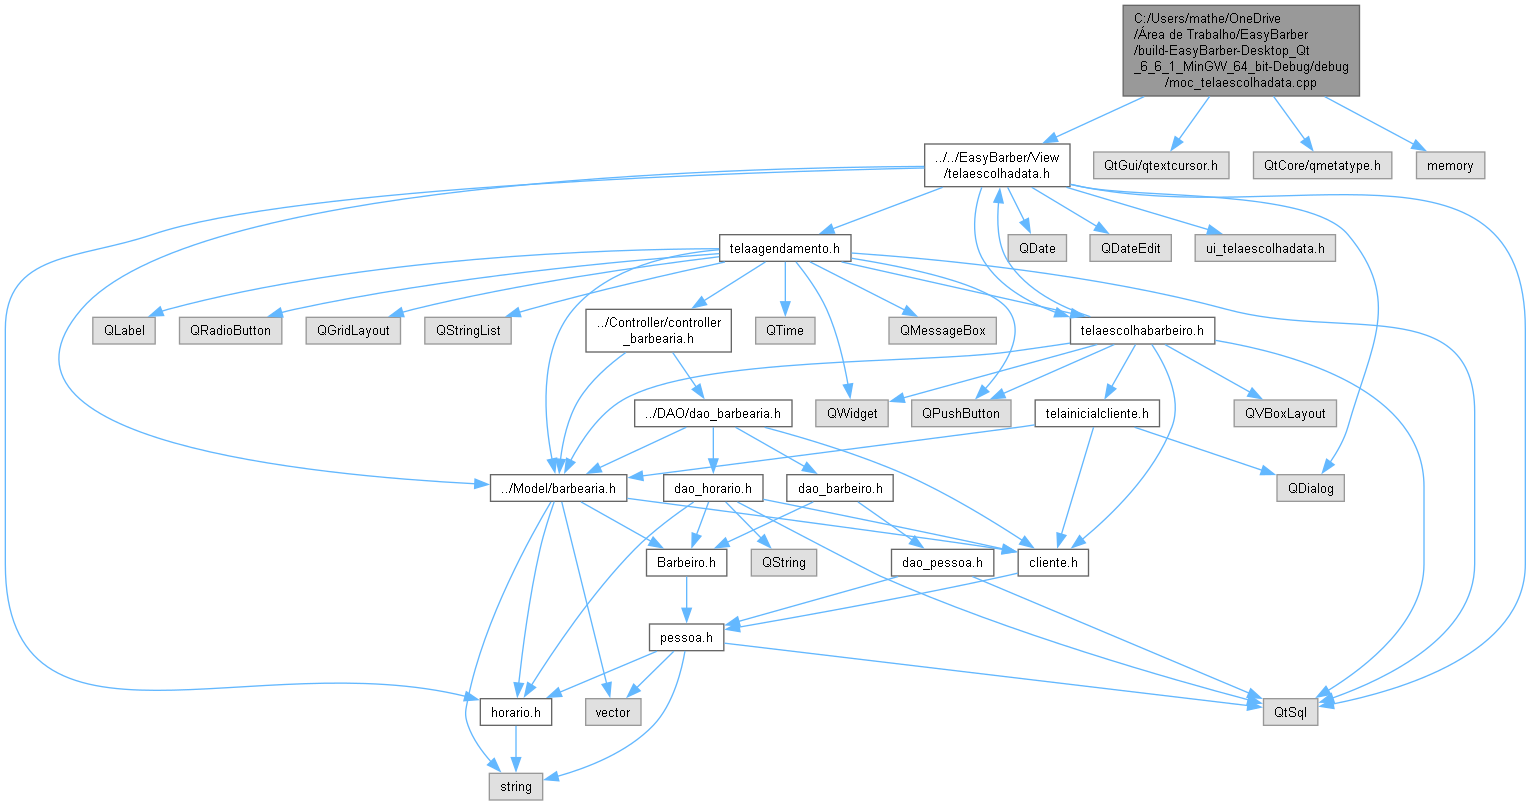 C:/Users/mathe/OneDrive
/Área de Trabalho/EasyBarber
/build-EasyBarber-Desktop_Qt
_6_6_1_MinGW_64_bit-Debug/debug
/moc_telaescolhadata.cpp
../../EasyBarber/View
/telaescolhadata.h
QtGui/qtextcursor.h
QtCore/qmetatype.h
memory
telaagendamento.h
QDate
QDateEdit
ui_telaescolhadata.h
QLabel
QRadioButton
QGridLayout
QStringList
../Controller/controller
_barbearia.h
QTime
QMessageBox
telaescolhabarbeiro.h
../DAO/dao_barbearia.h
QWidget
QPushButton
telainicialcliente.h
QVBoxLayout
../Model/barbearia.h
dao_horario.h
dao_barbeiro.h
QDialog
Barbeiro.h
QString
dao_pessoa.h
cliente.h
pessoa.h
horario.h
vector
QtSql
string